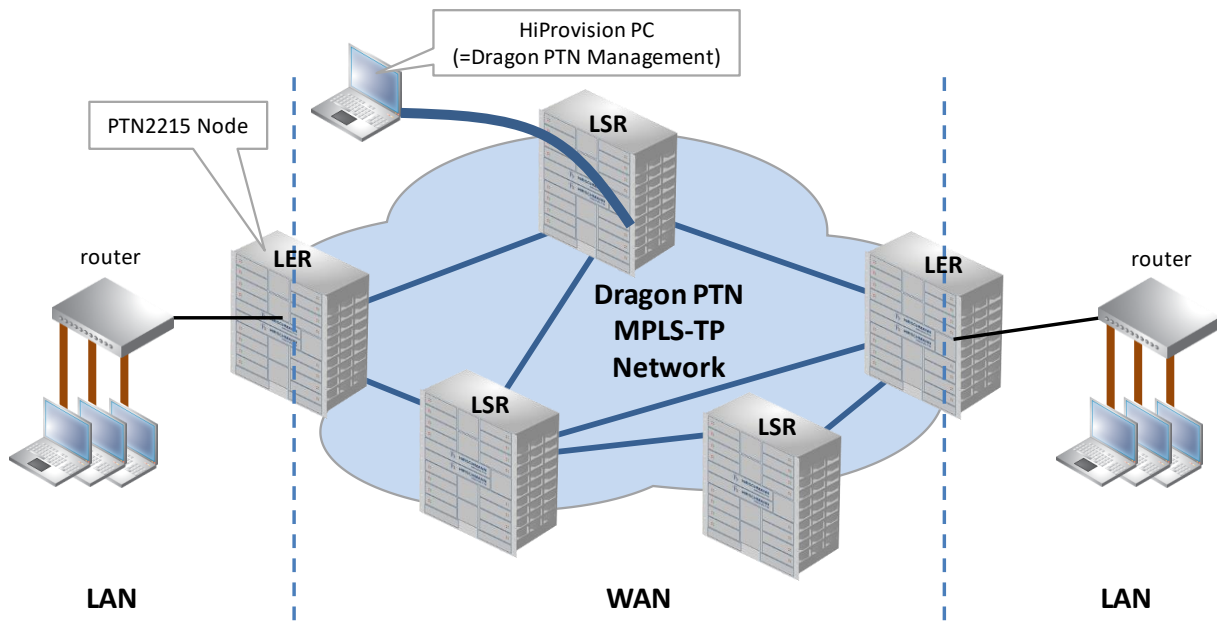 HiProvision PC
(=Dragon PTN Management)
PTN2215 Node
LSR
router
LER
LER
router
Dragon PTN
MPLS-TP
Network
LSR
LSR
LAN
WAN
LAN